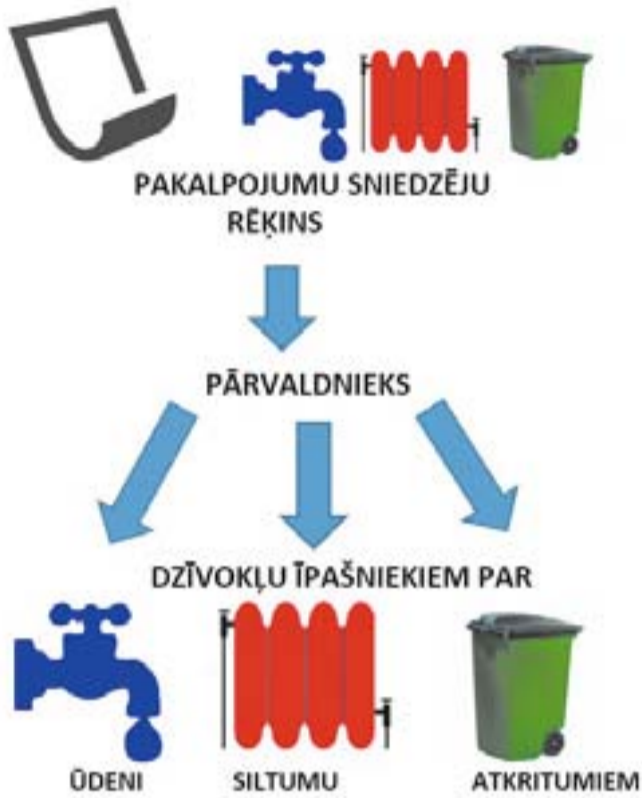 PAKALPOJUMU SNIEDZĒJU
RĒĶINS
PĀRVALDNIEKS
DZĪVOKĻU ĪPAŠNIEKIEM PAR
ŪDENI SILTUMU ATKRITUMIEM